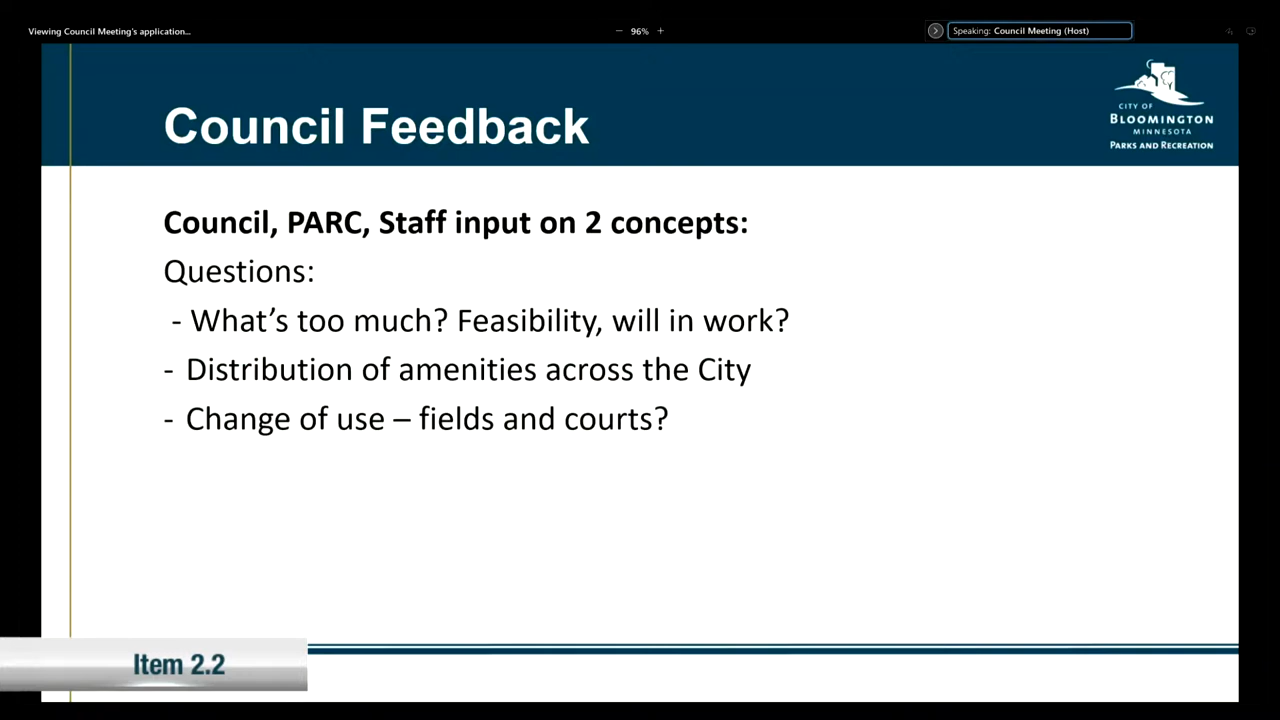 Viewing Council Meeting's application...
96%
Speaking: Council Meeting (Host)
Council Feedback
CITY OF
BLOOMINGTON
MINNESOTA
PARKS AND RECREATION
Council, PARC, Staff input on 2 concepts:
Questions:
- What's too much? Feasibility, will in work?
- Distribution of amenities across the City
- Change of use – fields and courts?
Item 2.2